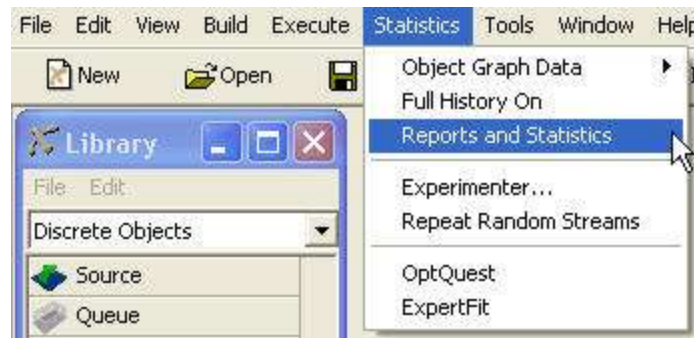 File Edit View Build Execute Statistics Tools Window Help
New Open
Object Graph Data
Full History On
Reports and Statistics
Experimenter...
Repeat Random Streams
OptQuest
ExpertFit
Library
File Edit
Discrete Objects
Source
Queue